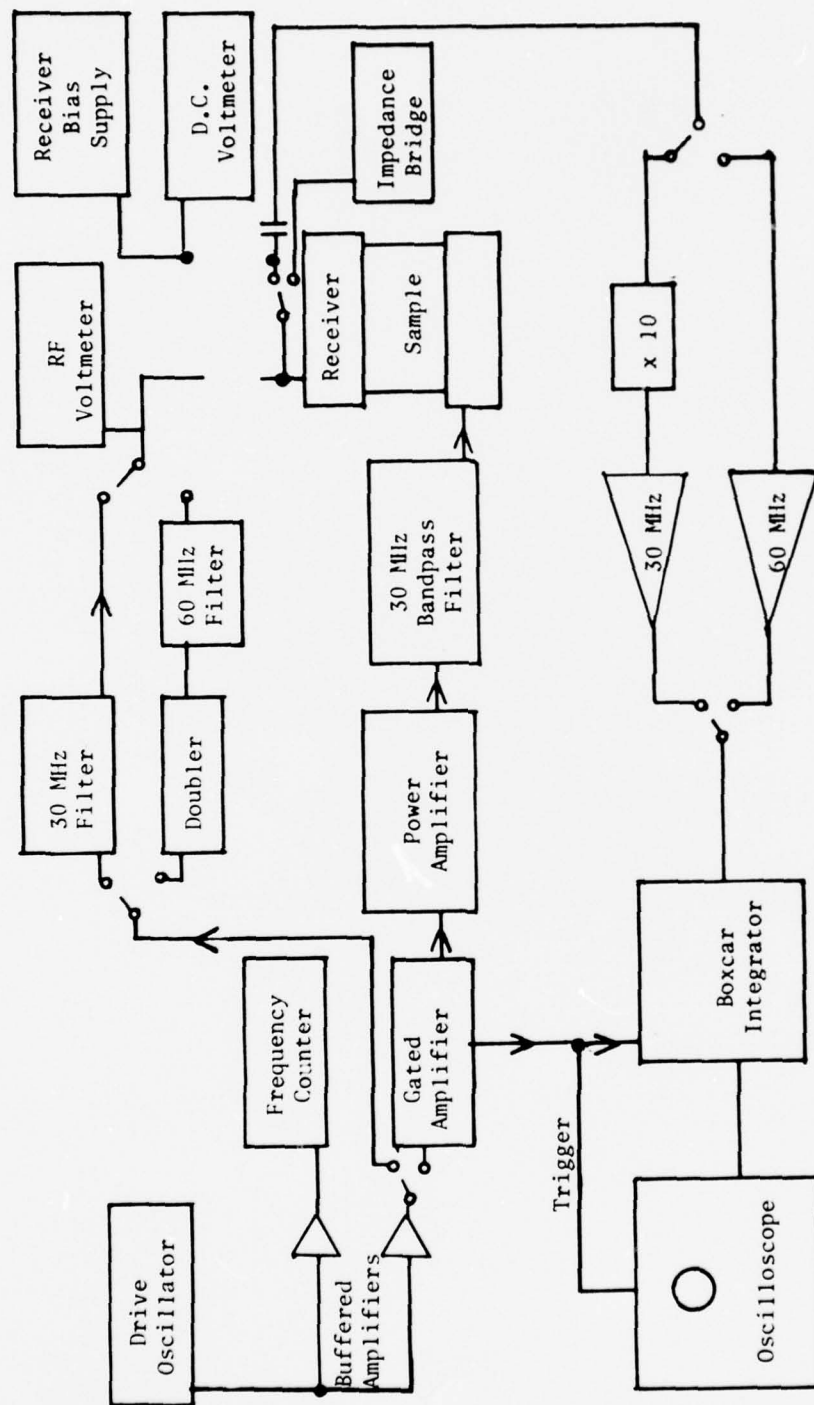 Drive
Oscillator
Buffered
Amplifiers
Frequency
Counter
Gated
Amplifier
Trigger
Oscilloscope
Boxcar
Integrator
30 MHz
Filter
Doubler
60 MHz
Filter
Power
Amplifier
30 MHz
Bandpass
Filter
RF
Voltmeter
Receiver
Bias
Supply
D.C.
Voltmeter
Receiver
Sample
Impedance
Bridge
x 10
30 MHz
60 MHz